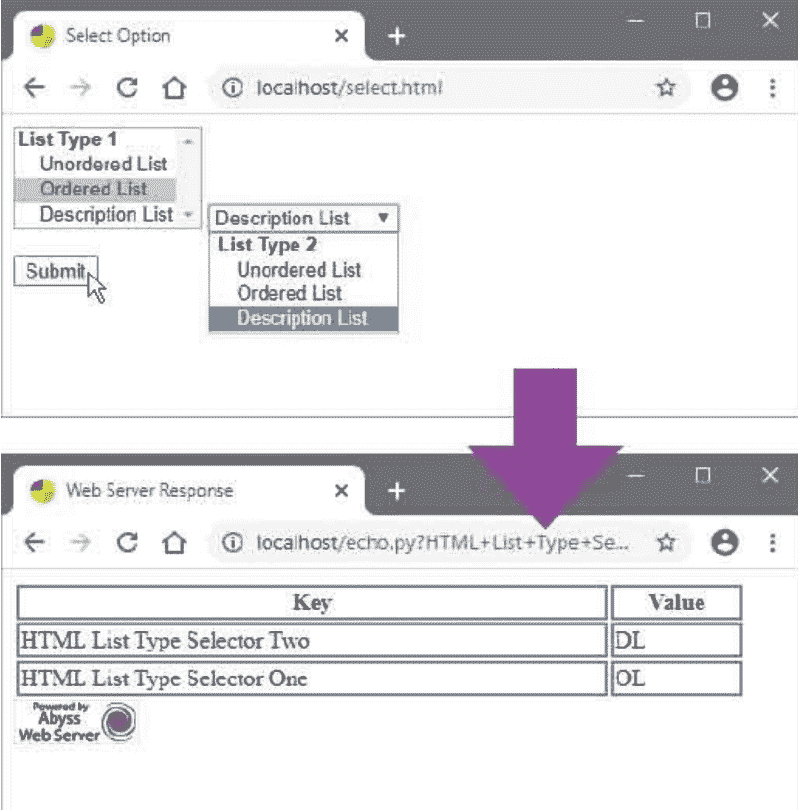 Select Option
localhost/select.html
List Type 1
Unordered List
Ordered List
Description List
Description List
List Type 2
Unordered List
Ordered List
Description List
Submit
Web Server Response
localhost/echo.py?HTML+List+Type+Se...
Key Value
HTML List Type Selector Two DL
HTML List Type Selector One OL
Powered by
Abyss
Web Server